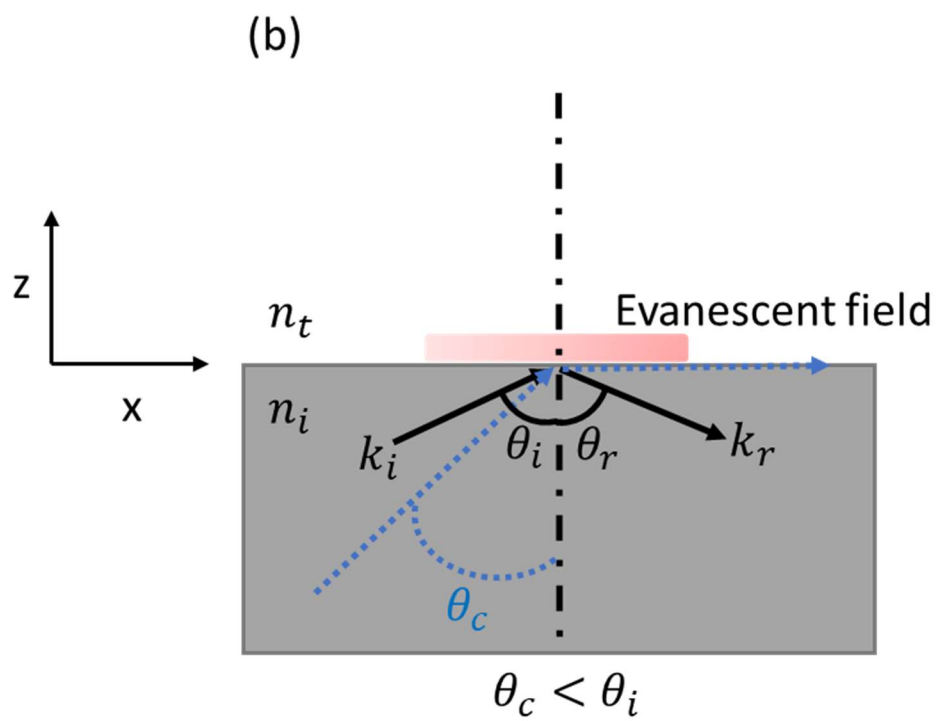 (b)
z
x
n_t
Evanescent field
n_i
k_i
θ_i
θ_r
k_r
θ_c
θ_c < θ_i